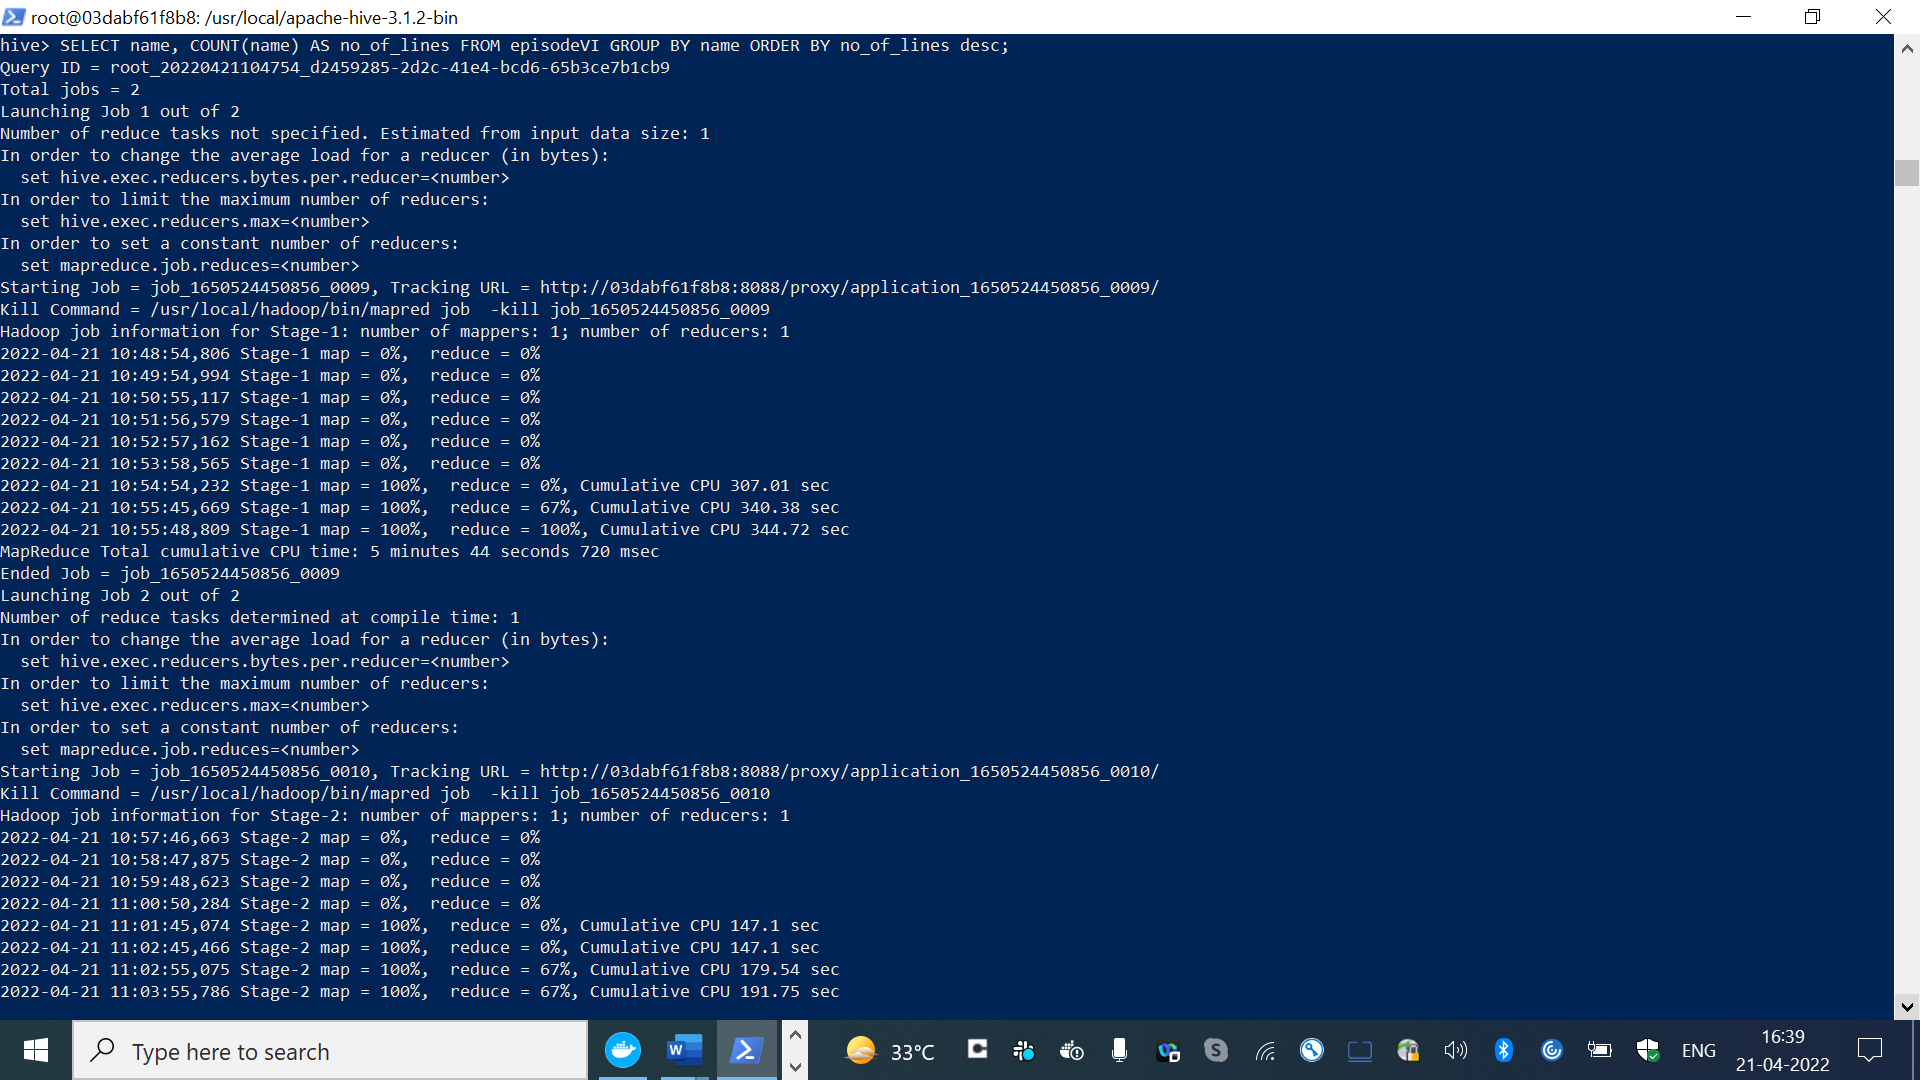 root@03dabf61f8b8: /usr/local/apache-hive-3.1.2-bin
hive> SELECT name, COUNT(name) AS no_of_lines FROM episodeVI GROUP BY name ORDER BY no_of_lines desc;
Query ID = root_20220421104754_d2459285-2d2c-41e4-bcd6-65b3ce7b1cb9
Total jobs = 2
Launching Job 1 out of 2
Number of reduce tasks not specified. Estimated from input data size: 1
In order to change the average load for a reducer (in bytes):
  set hive.exec.reducers.bytes.per.reducer=<number>
In order to limit the maximum number of reducers:
  set hive.exec.reducers.max=<number>
In order to set a constant number of reducers:
  set mapreduce.job.reduces=<number>
Starting Job = job_1650524450856_0009, Tracking URL = http://03dabf61f8b8:8088/proxy/application_1650524450856_0009/
Kill Command = /usr/local/hadoop/bin/mapred job  -kill job_1650524450856_0009
Hadoop job information for Stage-1: number of mappers: 1; number of reducers: 1
2022-04-21 10:48:54,806 Stage-1 map = 0%,  reduce = 0%
2022-04-21 10:49:54,994 Stage-1 map = 0%,  reduce = 0%
2022-04-21 10:50:55,117 Stage-1 map = 0%,  reduce = 0%
2022-04-21 10:51:56,579 Stage-1 map = 0%,  reduce = 0%
2022-04-21 10:52:57,162 Stage-1 map = 0%,  reduce = 0%
2022-04-21 10:53:58,565 Stage-1 map = 0%,  reduce = 0%
2022-04-21 10:54:54,232 Stage-1 map = 100%,  reduce = 0%, Cumulative CPU 307.01 sec
2022-04-21 10:55:45,669 Stage-1 map = 100%,  reduce = 67%, Cumulative CPU 340.38 sec
2022-04-21 10:55:48,809 Stage-1 map = 100%,  reduce = 100%, Cumulative CPU 344.72 sec
MapReduce Total cumulative CPU time: 5 minutes 44 seconds 720 msec
Ended Job = job_1650524450856_0009
Launching Job 2 out of 2
Number of reduce tasks determined at compile time: 1
In order to change the average load for a reducer (in bytes):
  set hive.exec.reducers.bytes.per.reducer=<number>
In order to limit the maximum number of reducers:
  set hive.exec.reducers.max=<number>
In order to set a constant number of reducers:
  set mapreduce.job.reduces=<number>
Starting Job = job_1650524450856_0010, Tracking URL = http://03dabf61f8b8:8088/proxy/application_1650524450856_0010/
Kill Command = /usr/local/hadoop/bin/mapred job  -kill job_1650524450856_0010
Hadoop job information for Stage-2: number of mappers: 1; number of reducers: 1
2022-04-21 10:57:46,663 Stage-2 map = 0%,  reduce = 0%
2022-04-21 10:58:47,875 Stage-2 map = 0%,  reduce = 0%
2022-04-21 10:59:48,623 Stage-2 map = 0%,  reduce = 0%
2022-04-21 11:00:50,284 Stage-2 map = 0%,  reduce = 0%
2022-04-21 11:01:45,074 Stage-2 map = 100%,  reduce = 0%, Cumulative CPU 147.1 sec
2022-04-21 11:02:45,466 Stage-2 map = 100%,  reduce = 0%, Cumulative CPU 147.1 sec
2022-04-21 11:02:55,075 Stage-2 map = 100%,  reduce = 67%, Cumulative CPU 179.54 sec
2022-04-21 11:03:55,786 Stage-2 map = 100%,  reduce = 67%, Cumulative CPU 191.75 sec
Type here to search
33°C
ENG
16:39
21-04-2022